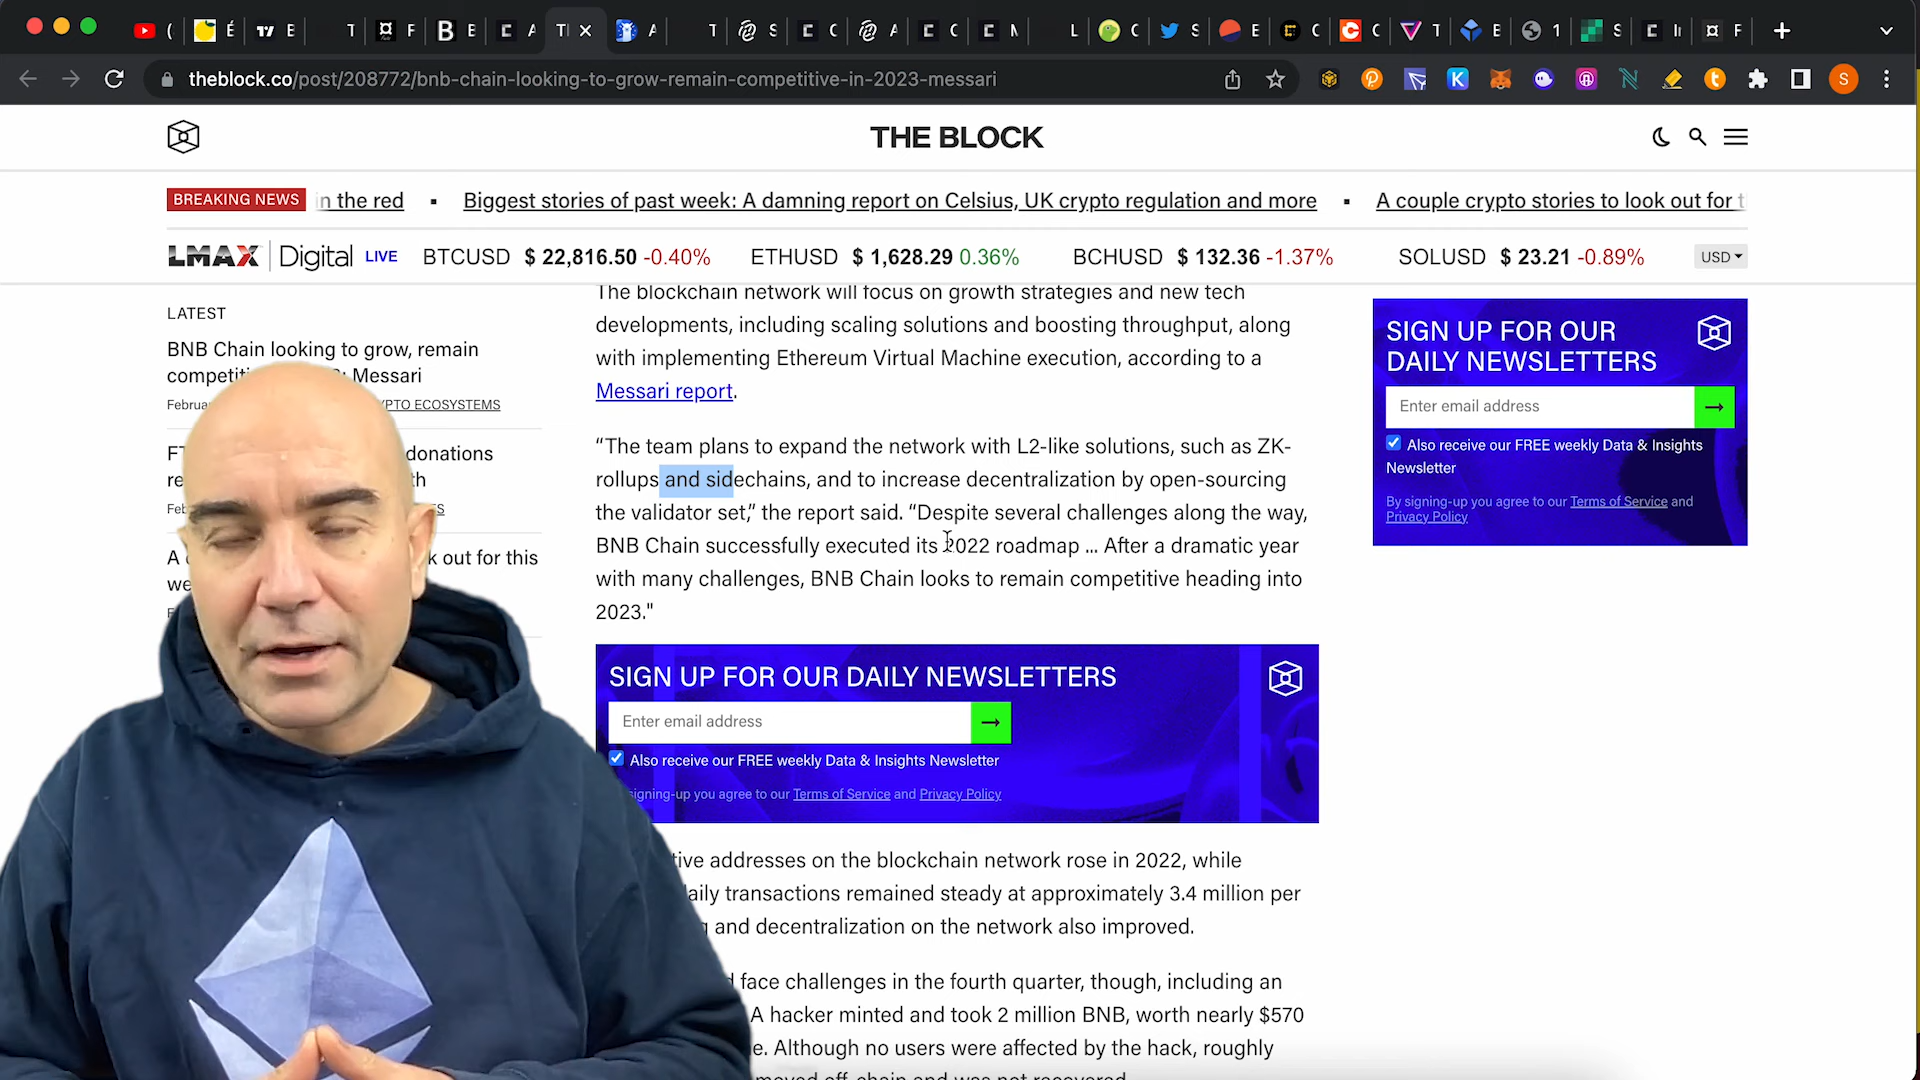 theblock.co/post/208772/bnb-chain-looking-to-grow-remain-competitive-in-2023-messari
THE BLOCK
BREAKING NEWS
in the red
Biggest stories of past week: A damning report on Celsius, UK crypto regulation and more
A couple crypto stories to look out for t
LMAX Digital LIVE
BTCUSD $ 22,816.50 -0.40%
ETHUSD $ 1,628.29 0.36%
BCHUSD $ 132.36 -1.37%
SOLUSD $ 23.21 -0.89%
USD
LATEST
BNB Chain looking to grow, remain
: Messari
ECOSYSTEMS
donations
k out for this
The blockchain network will focus on growth strategies and new tech
developments, including scaling solutions and boosting throughput, along
with implementing Ethereum Virtual Machine execution, according to a
Messari report.
“The team plans to expand the network with L2-like solutions, such as ZK-
rollups and sidechains, and to increase decentralization by open-sourcing
the validator set,” the report said. “Despite several challenges along the way,
BNB Chain successfully executed its 2022 roadmap ... After a dramatic year
with many challenges, BNB Chain looks to remain competitive heading into
2023."
SIGN UP FOR OUR DAILY NEWSLETTERS
Enter email address
Also receive our FREE weekly Data & Insights Newsletter
signing-up you agree to our Terms of Service and Privacy Policy
addresses on the blockchain network rose in 2022, while
daily transactions remained steady at approximately 3.4 million per
and decentralization on the network also improved.
face challenges in the fourth quarter, though, including an
A hacker minted and took 2 million BNB, worth nearly $570
Although no users were affected by the hack, roughly
moved off-chain and was not recovered.
SIGN UP FOR OUR
DAILY NEWSLETTERS
Enter email address
Also receive our FREE weekly Data & Insights
Newsletter
By signing-up you agree to our Terms of Service and
Privacy Policy